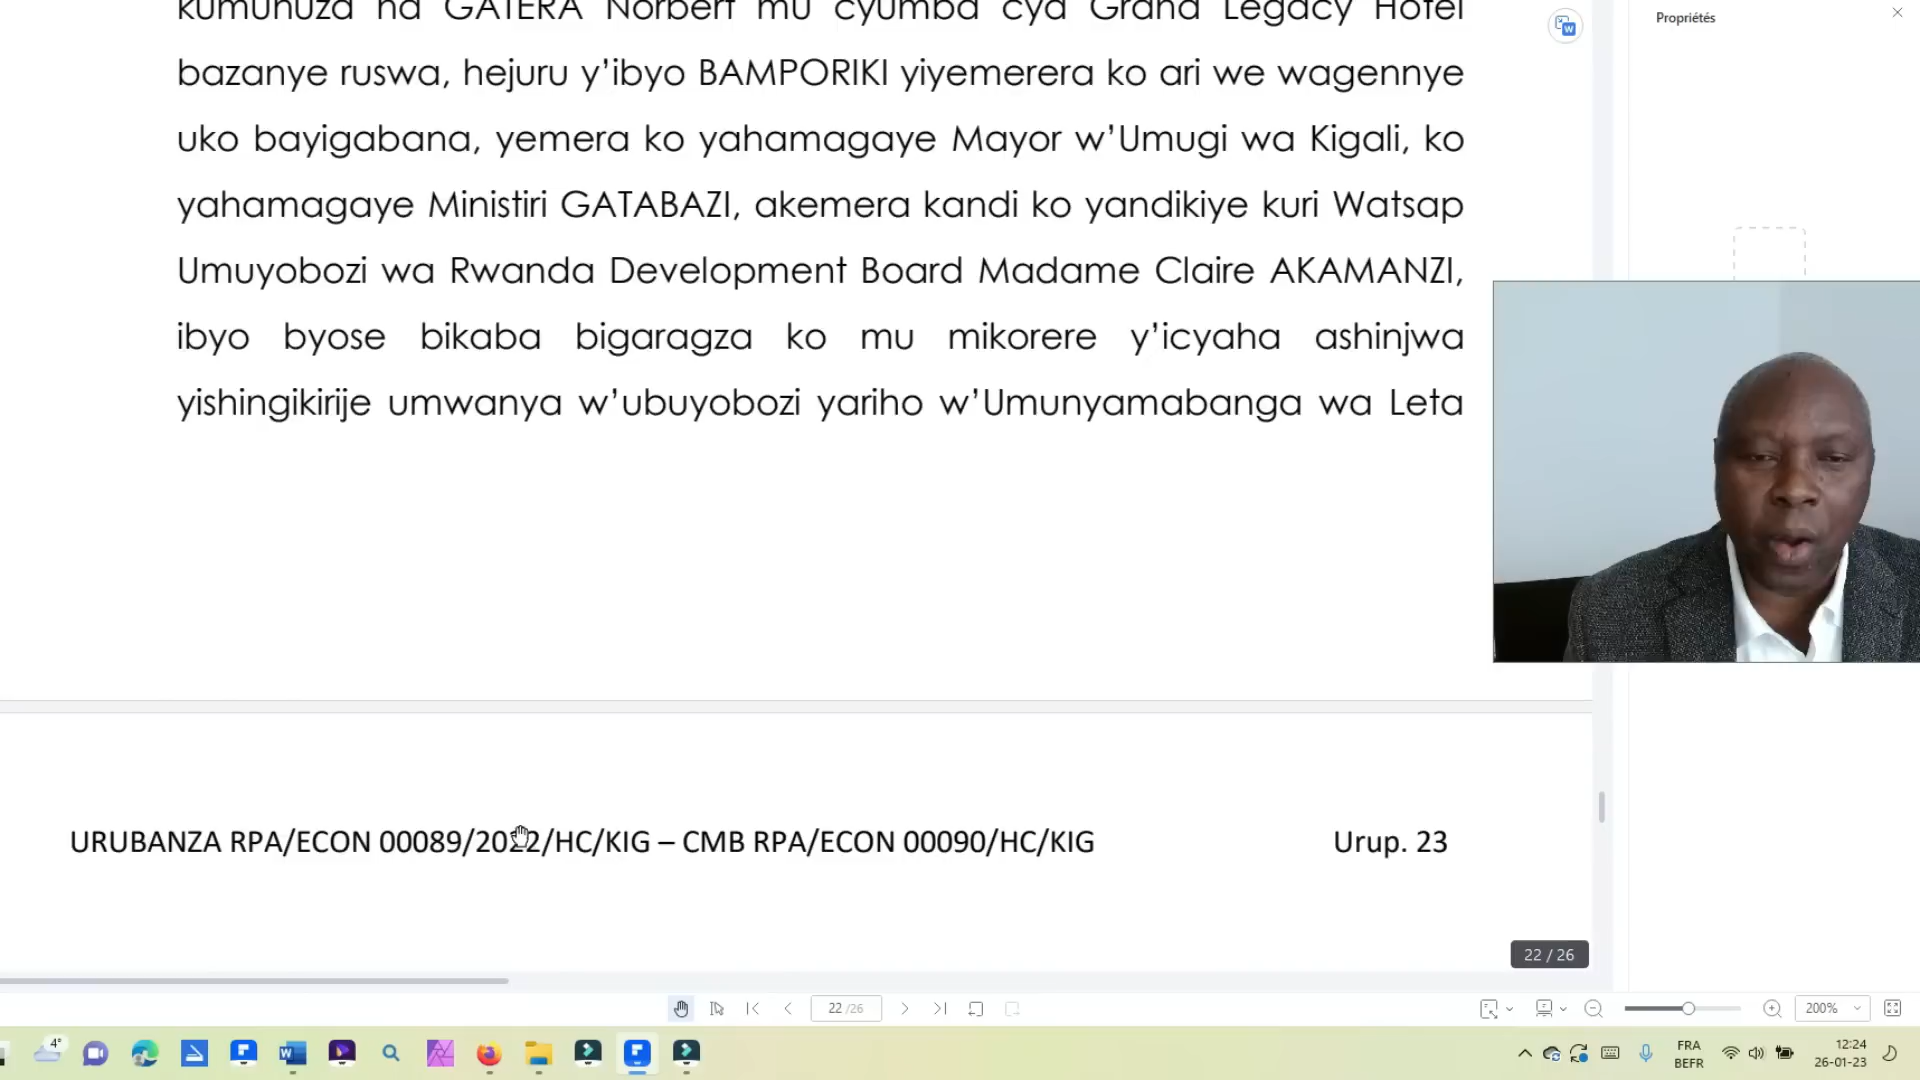 kumuhuza na GATERA Norbert mu cyumba cya Grand Legacy Hotel
Propriétés
bazanye ruswa, hejuru y’ibyo BAMPORIKI yiyemerera ko ari we wagennye
uko bayigabana, yemera ko yahamagaye Mayor w’Umugi wa Kigali, ko
yahamagaye Ministiri GATABAZI, akemera kandi ko yandikiye kuri Watsap
Umuyobozi wa Rwanda Development Board Madame Claire AKAMANZI,
ibyo byose bikaba bigaragza ko mu mikorere y’icyaha ashinjwa
yishingikirije umwanya w’ubuyobozi yariho w’Umunyamabanga wa Leta
URUBANZA RPA/ECON 00089/2022/HC/KIG – CMB RPA/ECON 00090/HC/KIG Urup. 23
22 / 26
22 /26
200%
4°
FRA
BEFR
12:24
26-01-23